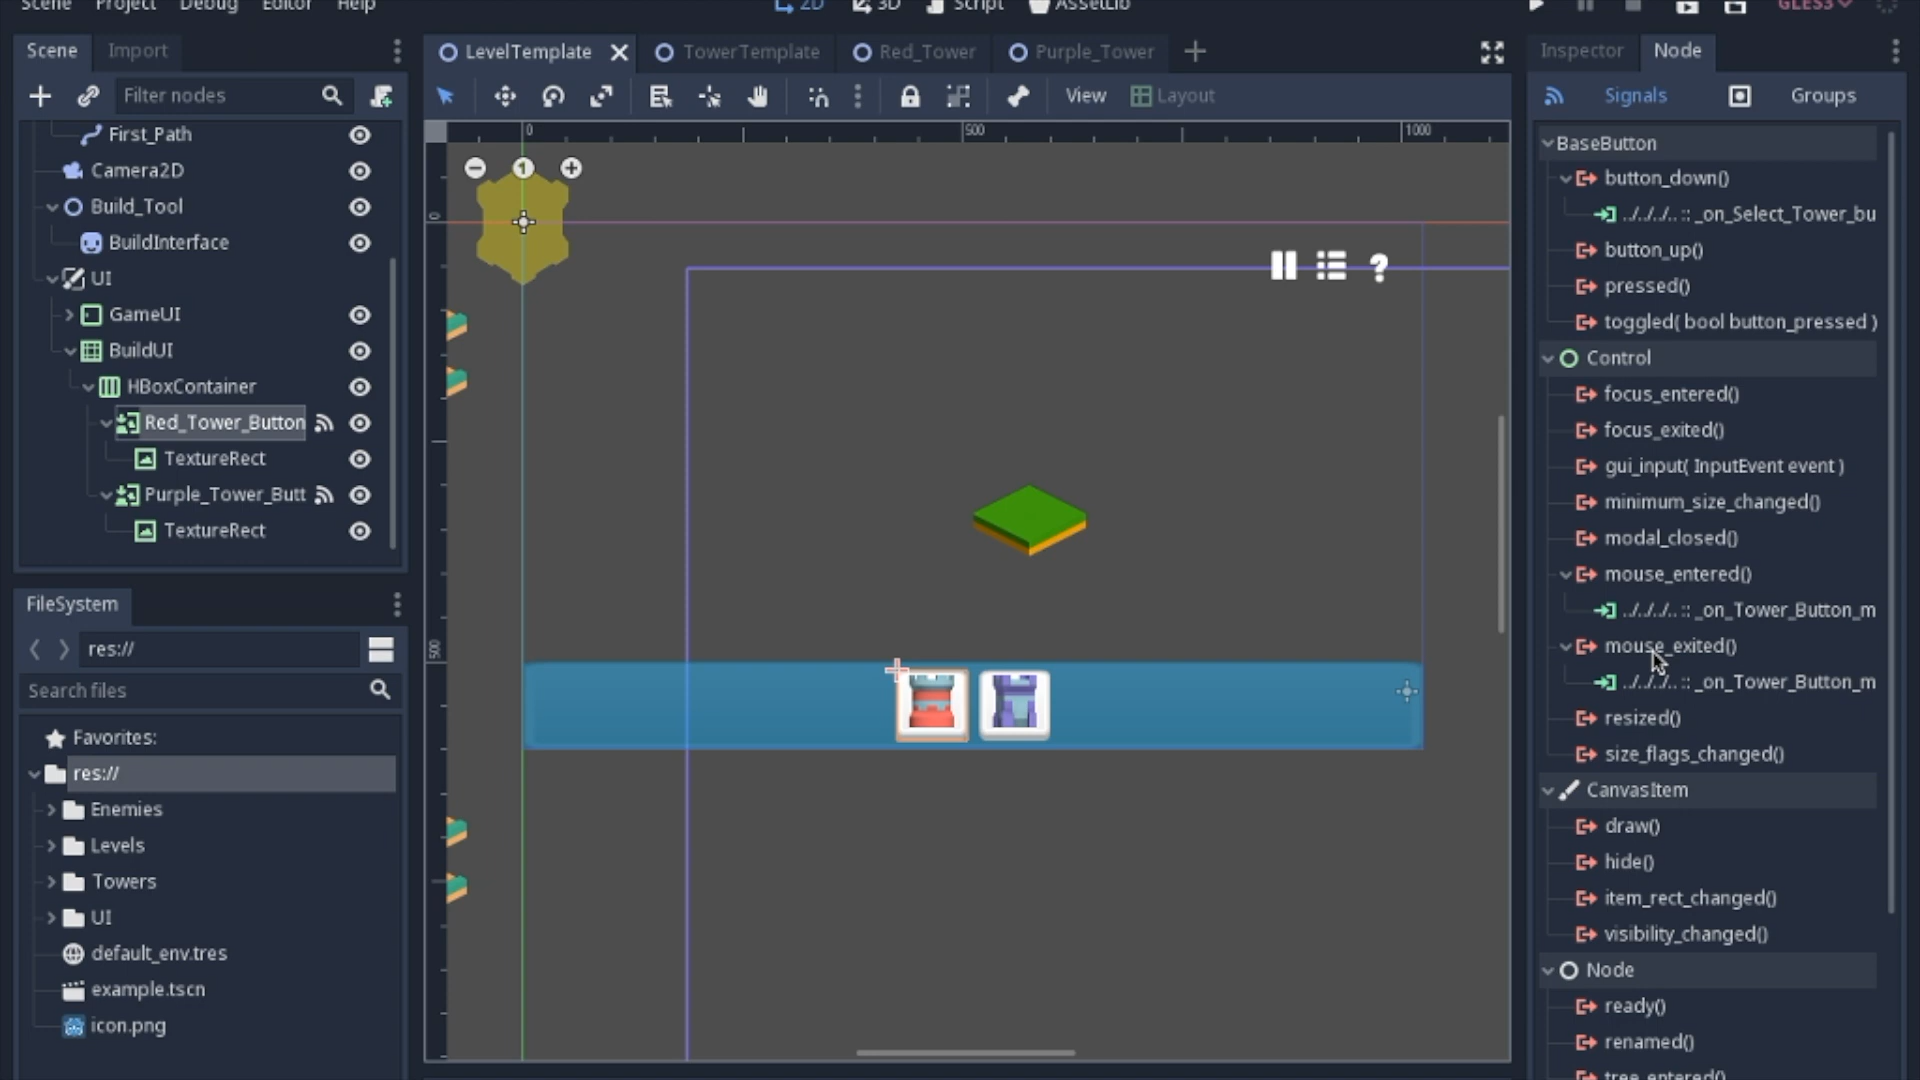 Scene Project Debug Editor Help
2D 3D Script AssetLib
GLES3
Scene Import
Filter nodes
First_Path
Camera2D
Build_Tool
BuildInterface
UI
GameUI
BuildUI
HBoxContainer
Red_Tower_Button
TextureRect
Purple_Tower_Butt
TextureRect
FileSystem
res://
Search files
Favorites:
res://
Enemies
Levels
Towers
UI
default_env.tres
example.tscn
icon.png
LevelTemplate TowerTemplate Red_Tower Purple_Tower
View Layout
0 500 1000
1
0
?
500
Inspector Node
Signals Groups
BaseButton
button_down()
../../../.. :: _on_Select_Tower_bu
button_up()
pressed()
toggled( bool button_pressed )
Control
focus_entered()
focus_exited()
gui_input( InputEvent event )
minimum_size_changed()
modal_closed()
mouse_entered()
../../../.. :: _on_Tower_Button_m
mouse_exited()
../../../.. :: _on_Tower_Button_m
resized()
size_flags_changed()
CanvasItem
draw()
hide()
item_rect_changed()
visibility_changed()
Node
ready()
renamed()
tree_entered()